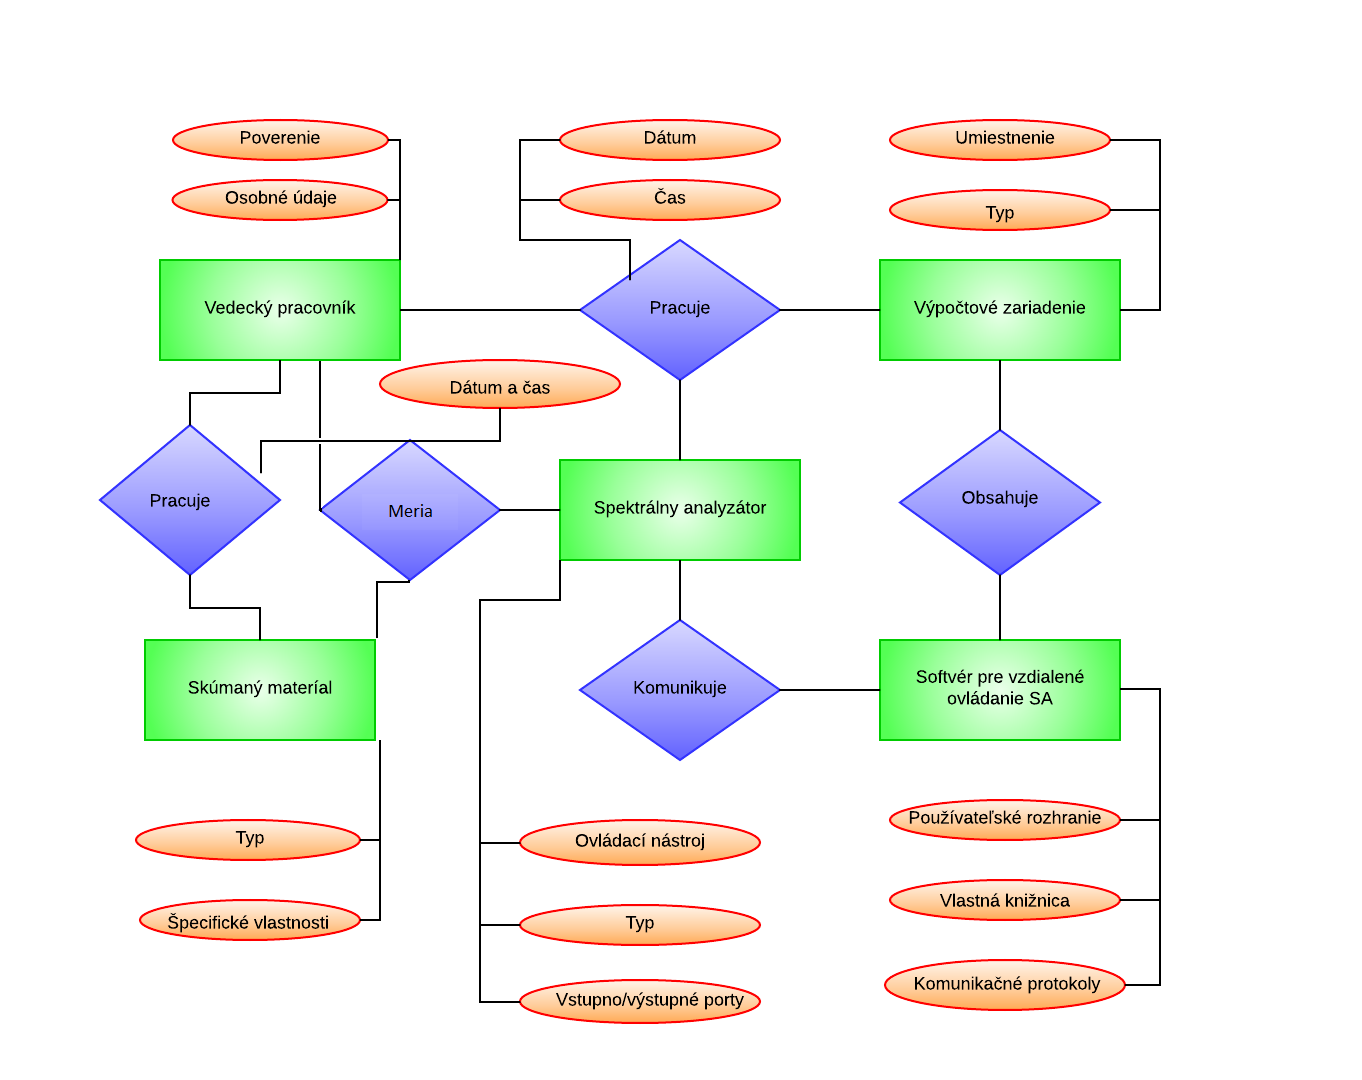 Poverenie
Dátum
Umiestnenie
Osobné údaje
Čas
Typ
Vedecký pracovník
Pracuje
Výpočtové zariadenie
Dátum a čas
Pracuje
Meria
Spektrálny analyzátor
Obsahuje
Skúmaný materíal
Komunikuje
Softvér pre vzdialené
ovládanie SA
Typ
Ovládací nástroj
Používateľské rozhranie
Špecifické vlastnosti
Typ
Vlastná knižnica
Vstupno/výstupné porty
Komunikačné protokoly